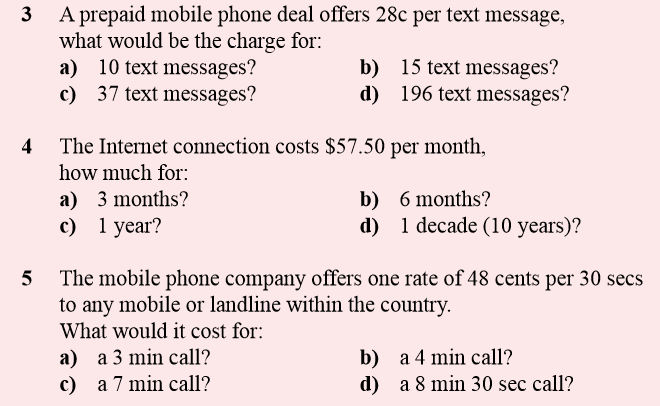 3 A prepaid mobile phone deal offers 28c per text message,
what would be the charge for:
a) 10 text messages? b) 15 text messages?
c) 37 text messages? d) 196 text messages?
4 The Internet connection costs $57.50 per month,
how much for:
a) 3 months? b) 6 months?
c) 1 year? d) 1 decade (10 years)?
5 The mobile phone company offers one rate of 48 cents per 30 secs
to any mobile or landline within the country.
What would it cost for:
a) a 3 min call? b) a 4 min call?
c) a 7 min call? d) a 8 min 30 sec call?